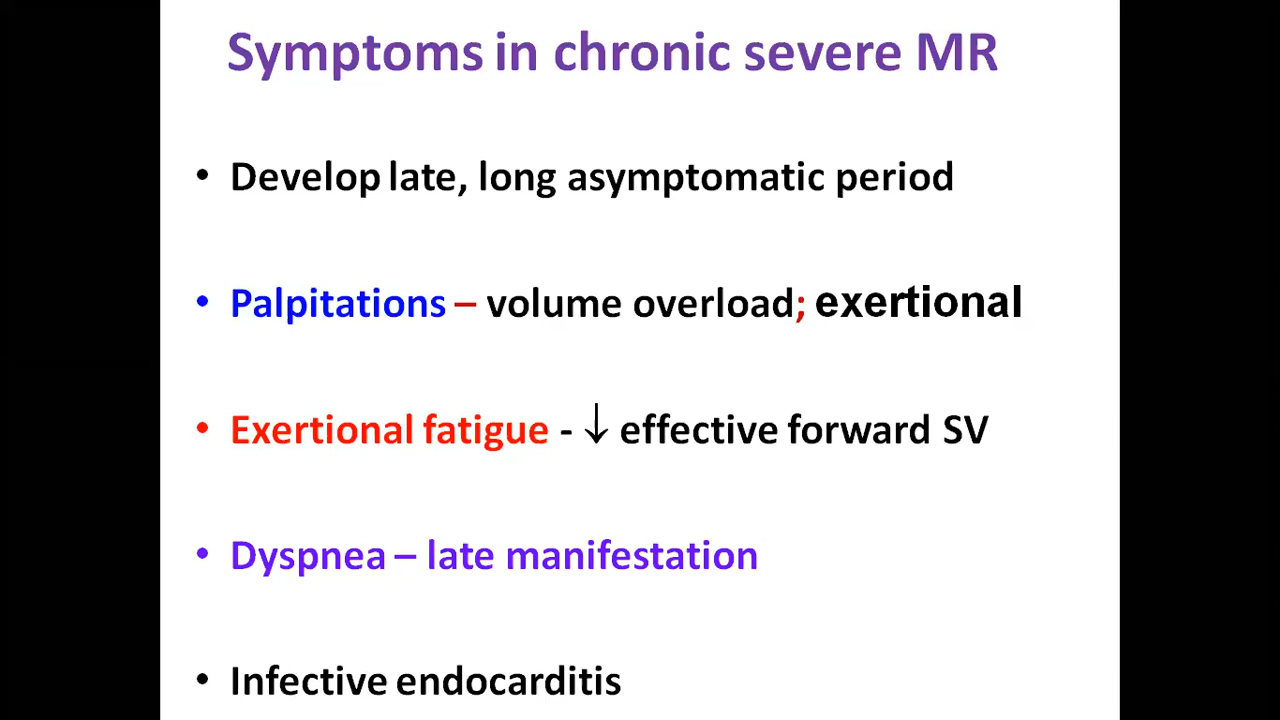 Symptoms in chronic severe MR
• Develop late, long asymptomatic period
• Palpitations – volume overload; exertional
• Exertional fatigue - ↓ effective forward SV
• Dyspnea – late manifestation
• Infective endocarditis